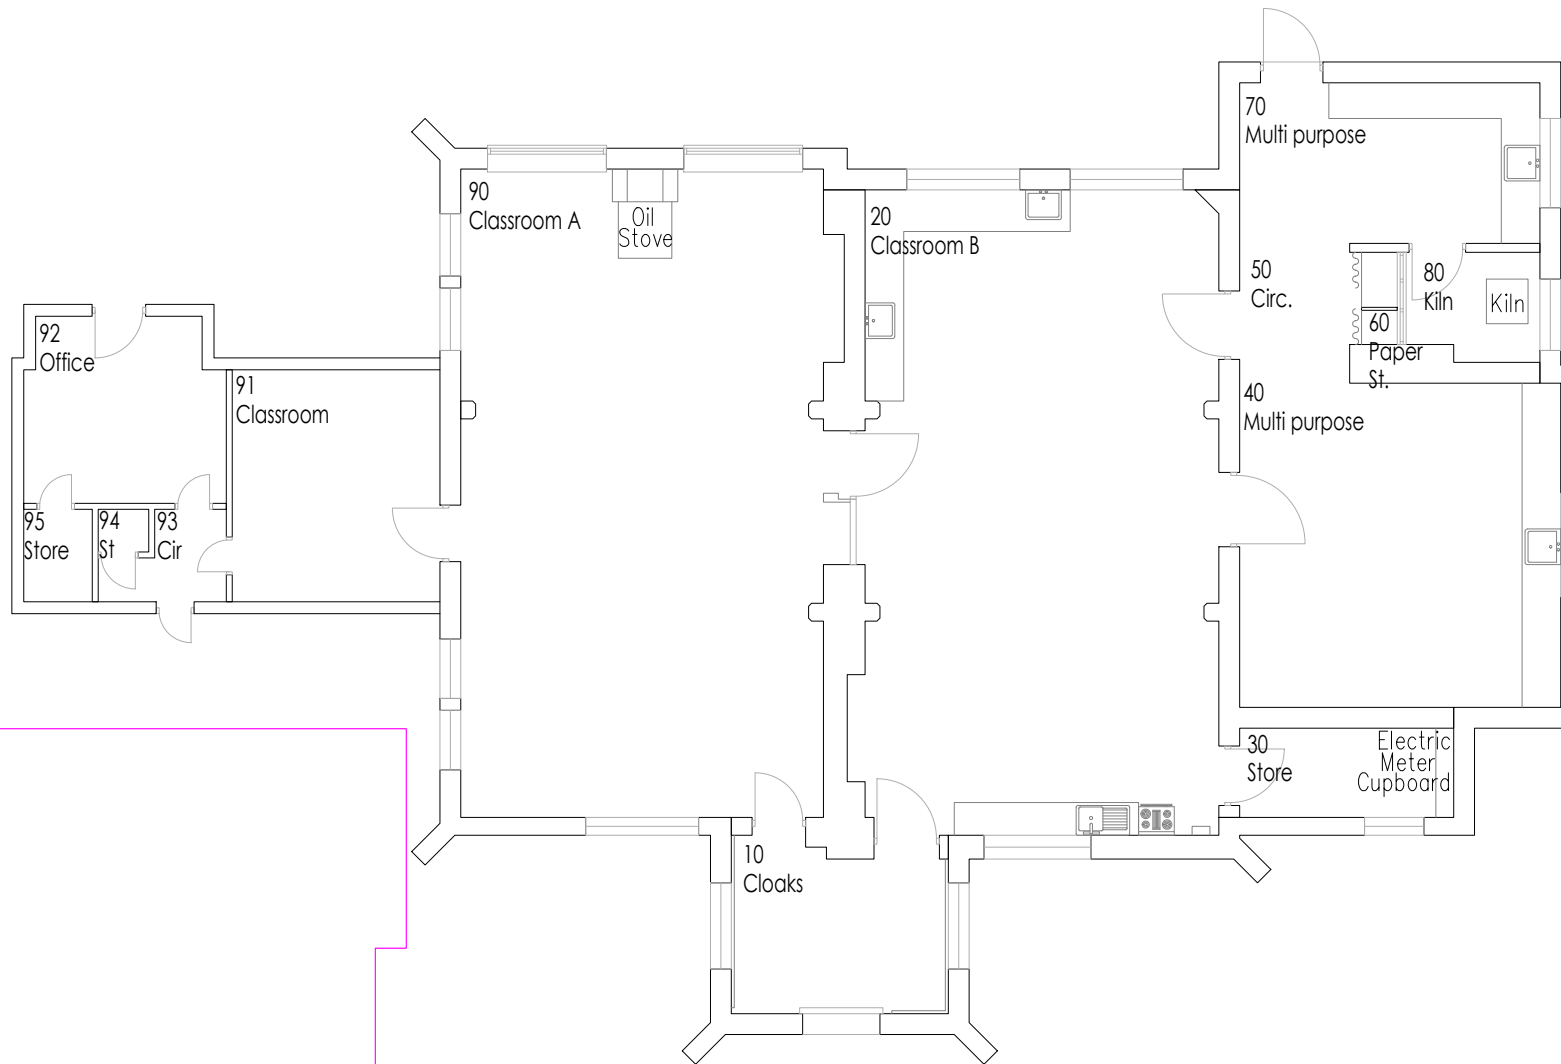 70
Multi purpose
90
Classroom A
Oil
Stove
20
Classroom B
50
Circ.
80
Kiln
Kiln
60
Paper
St.
92
Office
91
Classroom
40
Multi purpose
95
Store
94
St
93
Cir
30
Store
Electric
Meter
Cupboard
10
Cloaks